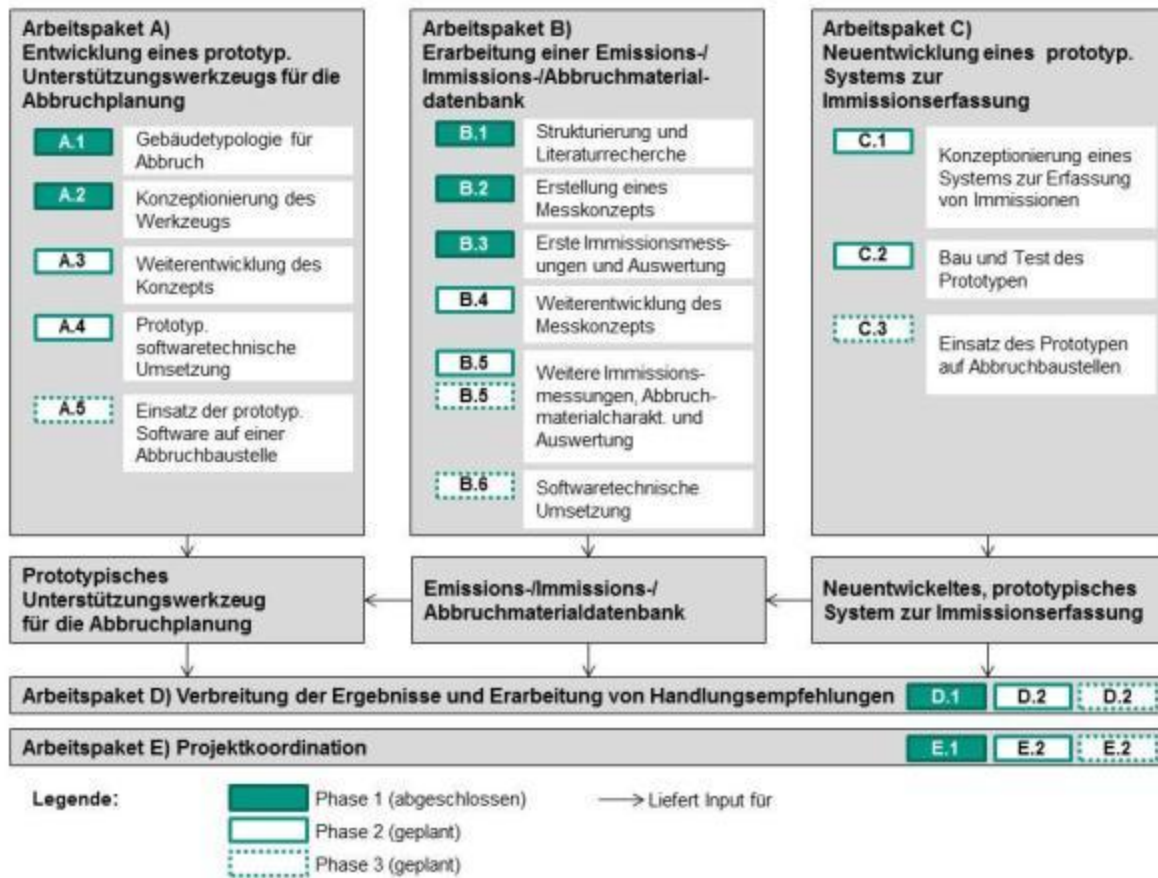 Arbeitspaket A)
Entwicklung eines prototyp.
Unterstützungswerkzeugs für die
Abbruchplanung
A.1
Gebäudetypologie für
Abbruch
A.2
Konzeptionierung des
Werkzeugs
A.3
Weiterentwicklung des
Konzepts
A.4
Prototyp.
softwaretechnische
Umsetzung
A.5
Einsatz der prototyp.
Software auf einer
Abbruchbaustelle
Arbeitspaket B)
Erarbeitung einer Emissions-/
Immissions-/Abbruchmaterial-
datenbank
B.1
Strukturierung und
Literaturrecherche
B.2
Erstellung eines
Messkonzepts
B.3
Erste Immissionsmess-
ungen und Auswertung
B.4
Weiterentwicklung des
Messkonzepts
B.5
B.5
Weitere Immissions-
messungen, Abbruch-
materialcharakt. und
Auswertung
B.6
Softwaretechnische
Umsetzung
Arbeitspaket C)
Neuentwicklung eines prototyp.
Systems zur
Immissionserfassung
C.1
Konzeptionierung eines
Systems zur Erfassung
von Immissionen
C.2
Bau und Test des
Prototypen
C.3
Einsatz des Prototypen
auf Abbruchbaustellen
Prototypisches
Unterstützungswerkzeug
für die Abbruchplanung
Emissions-/Immissions-/
Abbruchmaterialdatenbank
Neuentwickeltes, prototypisches
System zur Immissionserfassung
Arbeitspaket D) Verbreitung der Ergebnisse und Erarbeitung von Handlungsempfehlungen D.1 D.2 D.2
Arbeitspaket E) Projektkoordination E.1 E.2 E.2
Legende:
Phase 1 (abgeschlossen)
Liefert Input für
Phase 2 (geplant)
Phase 3 (geplant)